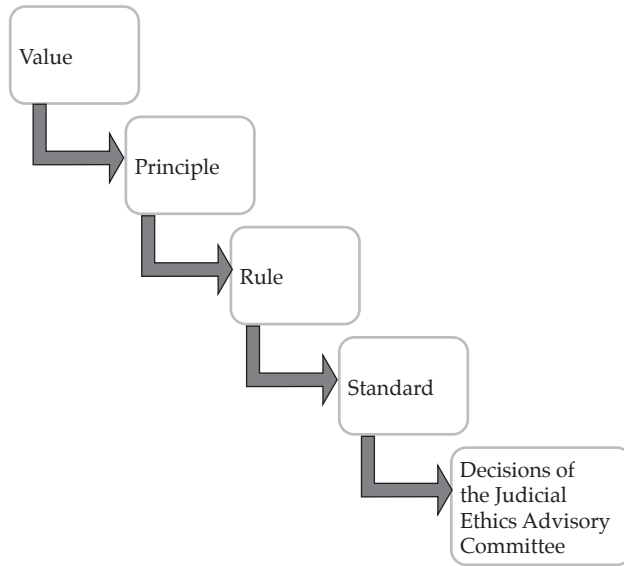 Value
Principle
Rule
Standard
Decisions of
the Judicial
Ethics Advisory
Committee